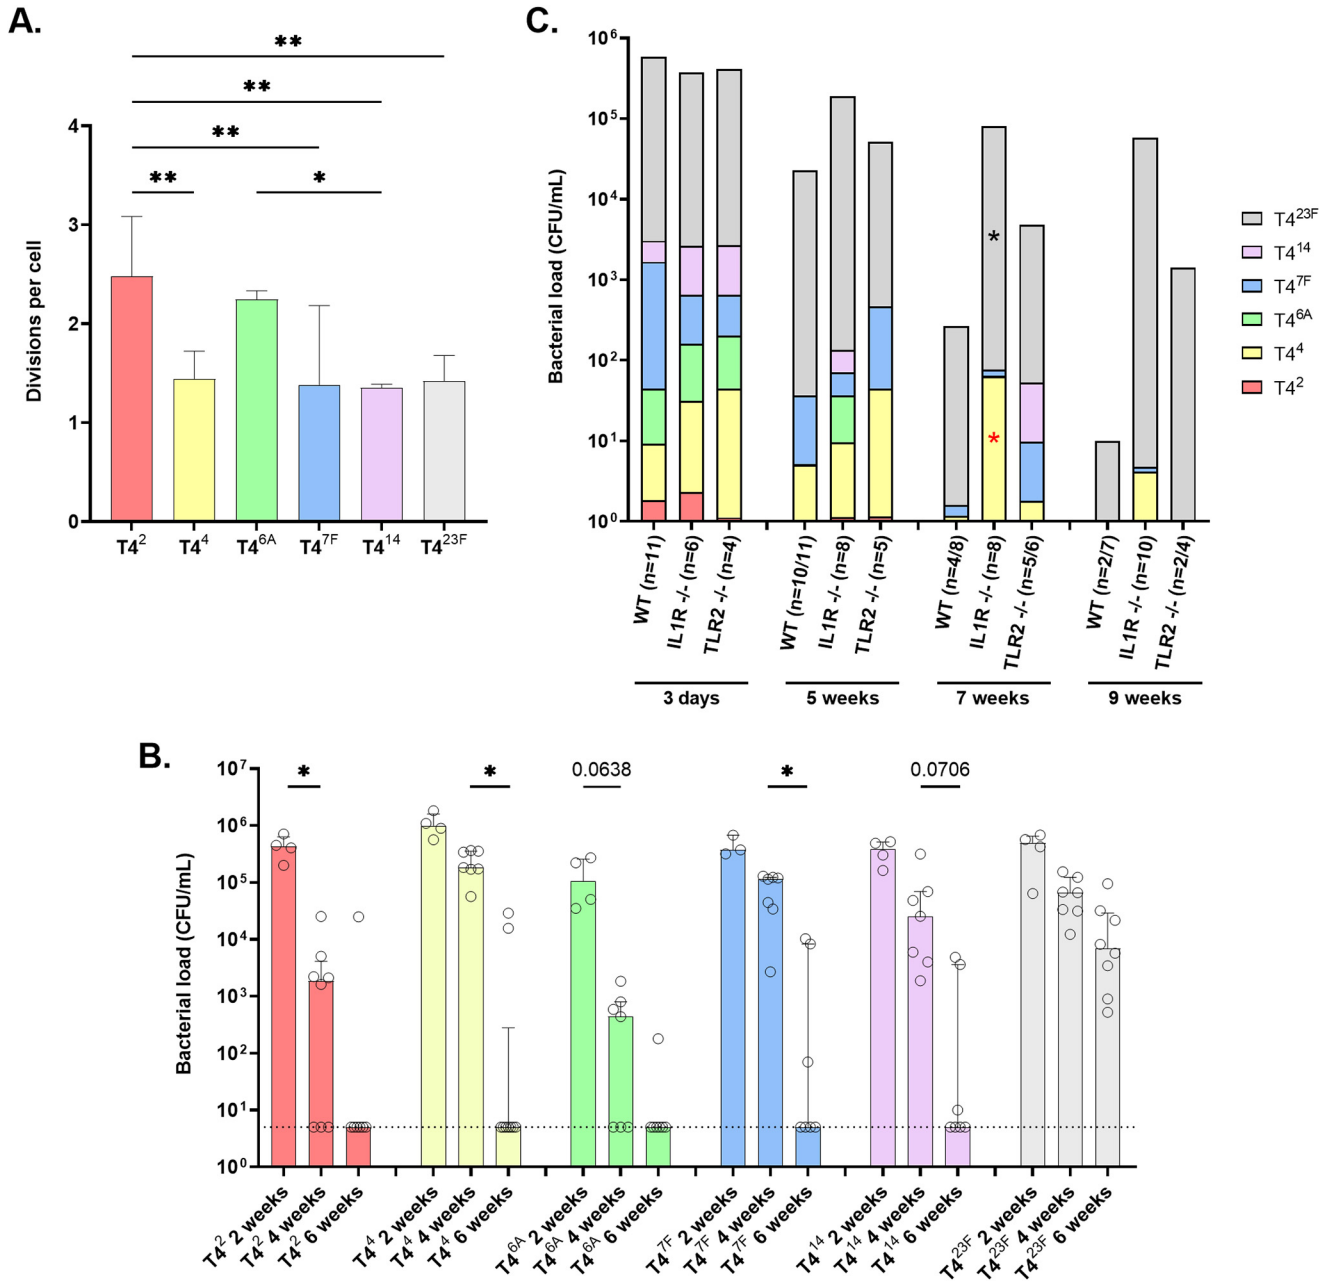 A.
**
**
**
**
*
Divisions per cell
4
3
2
1
0
T4²
T4⁴
T4⁶ᴬ
T4⁷ᶠ
T4¹⁴
T4²³ᶠ
C.
Bacterial load (CFU/mL)
10⁶
10⁵
10⁴
10³
10²
10¹
10⁰
*
*
T4²³ᶠ
T4¹⁴
T4⁷ᶠ
T4⁶ᴬ
T4⁴
T4²
WT (n=11)
IL1R -/- (n=6)
TLR2 -/- (n=4)
WT (n=10/11)
IL1R -/- (n=8)
TLR2 -/- (n=5)
WT (n=4/8)
IL1R -/- (n=8)
TLR2 -/- (n=5/6)
WT (n=2/7)
IL1R -/- (n=10)
TLR2 -/- (n=2/4)
3 days
5 weeks
7 weeks
9 weeks
B.
Bacterial load (CFU/mL)
10⁷
10⁶
10⁵
10⁴
10³
10²
10¹
10⁰
*
*
0.0638
*
0.0706
T4² 2 weeks
T4² 4 weeks
T4² 6 weeks
T4⁴ 2 weeks
T4⁴ 4 weeks
T4⁴ 6 weeks
T4⁶ᴬ 2 weeks
T4⁶ᴬ 4 weeks
T4⁶ᴬ 6 weeks
T4⁷ᶠ 2 weeks
T4⁷ᶠ 4 weeks
T4⁷ᶠ 6 weeks
T4¹⁴ 2 weeks
T4¹⁴ 4 weeks
T4¹⁴ 6 weeks
T4²³ᶠ 2 weeks
T4²³ᶠ 4 weeks
T4²³ᶠ 6 weeks